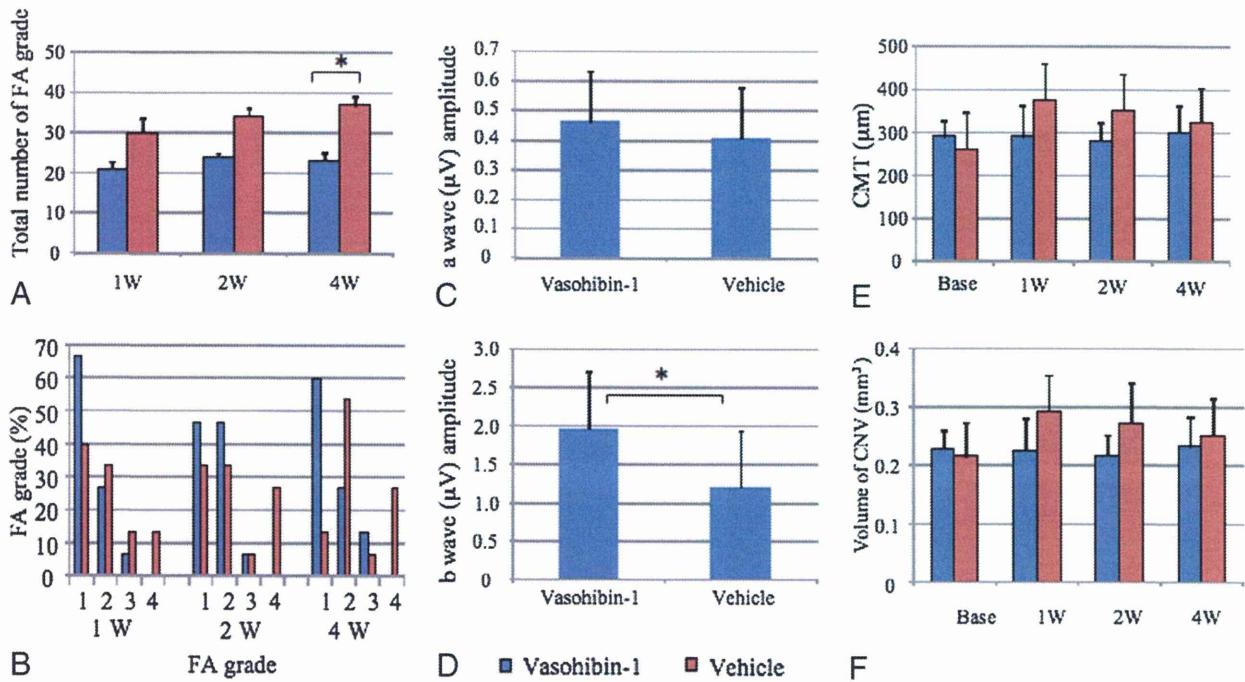 Total number of FA grade
50
40
30
20
10
0
*
1W 2W 4W
A
FA grade (%)
70
60
50
40
30
20
10
0
1 2 3 4 1 2 3 4 1 2 3 4
1 W 2 W 4 W
FA grade
B
a wave (μV) amplitude
0.7
0.6
0.5
0.4
0.3
0.2
0.1
0
Vasohibin-1 Vehicle
C
b wave (μV) amplitude
3.0
2.5
2.0
1.5
1.0
0.5
0
*
Vasohibin-1 Vehicle
D
Vasohibin-1 Vehicle
CMT (μm)
500
400
300
200
100
0
Base 1W 2W 4W
E
Volume of CNV (mm³)
0.4
0.3
0.2
0.1
0
Base 1W 2W 4W
F